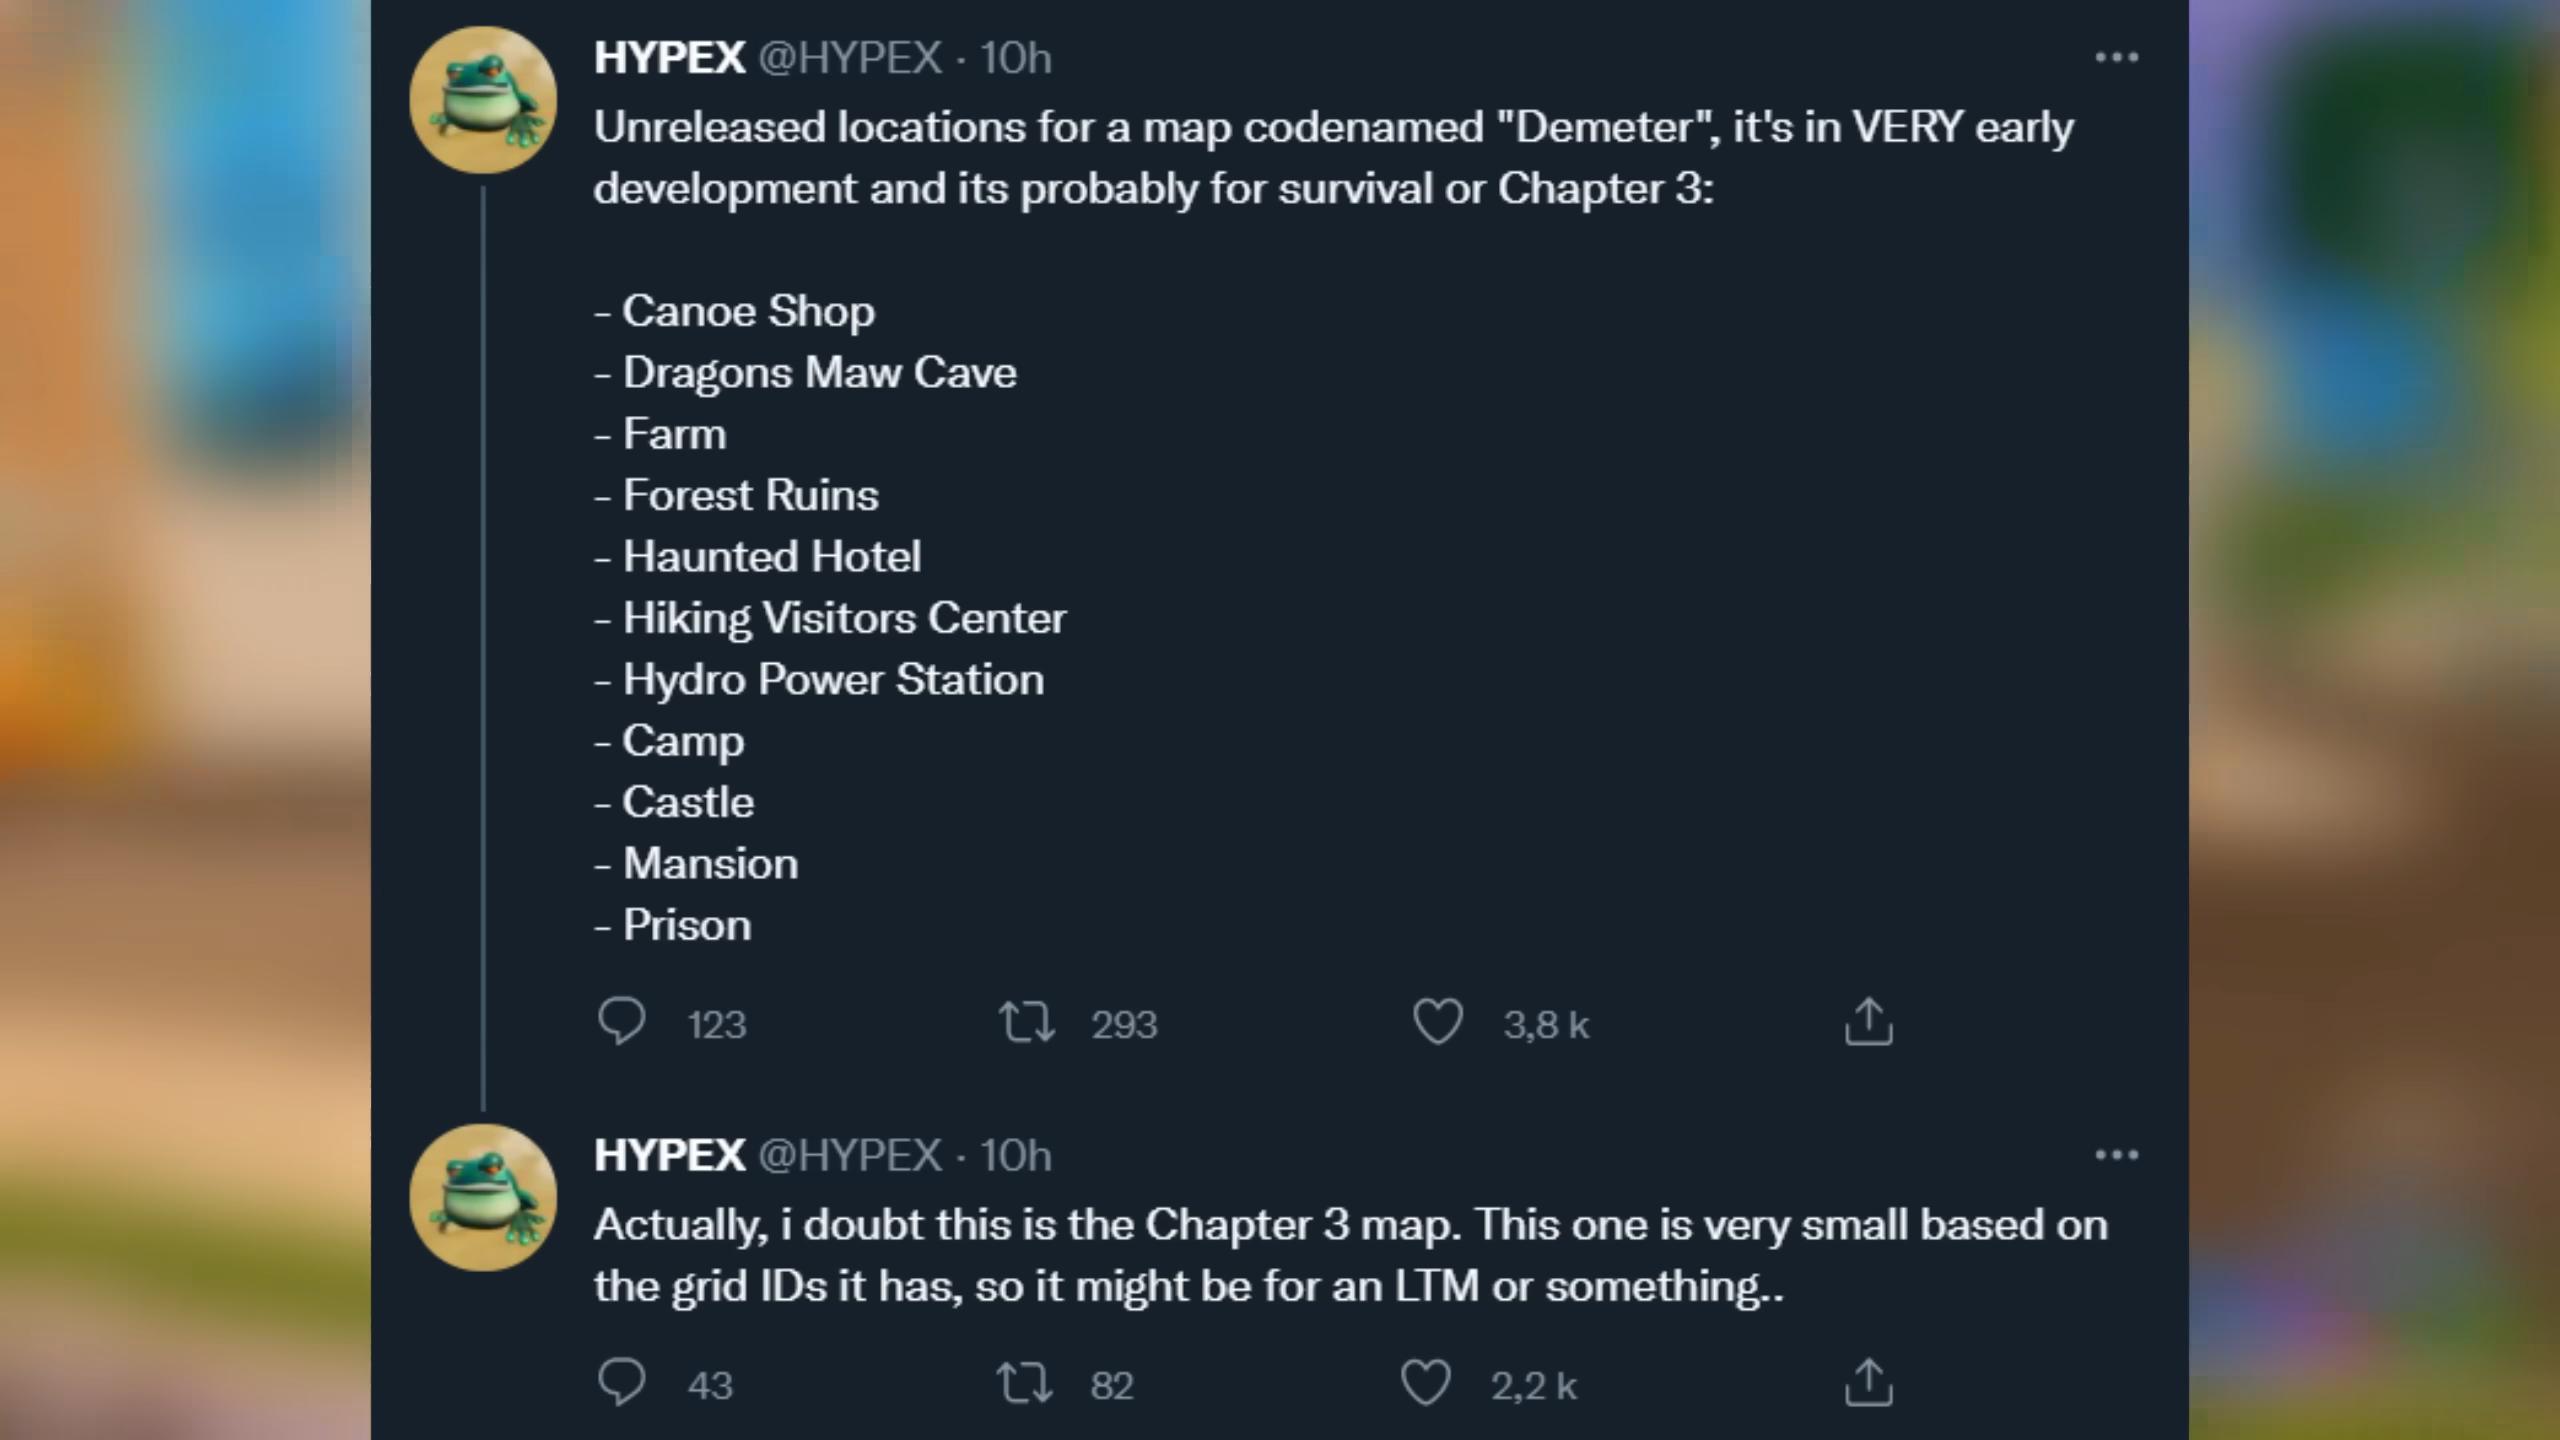 HYPEX @HYPEX · 10h
Unreleased locations for a map codenamed "Demeter", it's in VERY early
development and its probably for survival or Chapter 3:
- Canoe Shop
- Dragons Maw Cave
- Farm
- Forest Ruins
- Haunted Hotel
- Hiking Visitors Center
- Hydro Power Station
- Camp
- Castle
- Mansion
- Prison
123 293 3,8 k
HYPEX @HYPEX · 10h
Actually, i doubt this is the Chapter 3 map. This one is very small based on
the grid IDs it has, so it might be for an LTM or something..
43 82 2,2 k